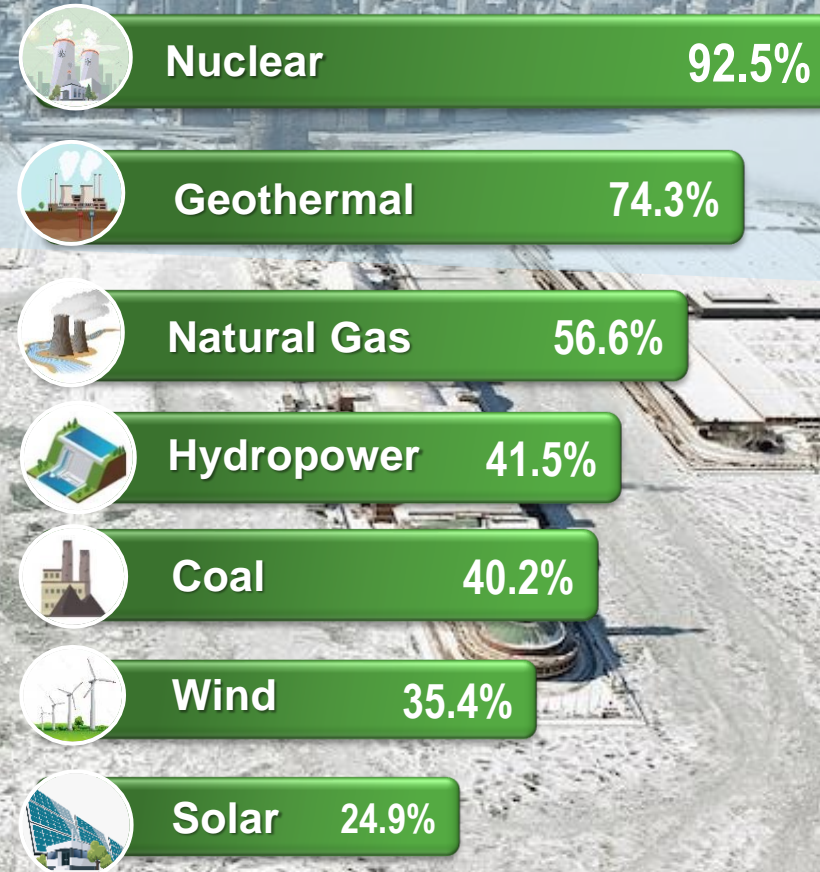 Nuclear 92.5%
Geothermal 74.3%
Natural Gas 56.6%
Hydropower 41.5%
Coal 40.2%
Wind 35.4%
Solar 24.9%